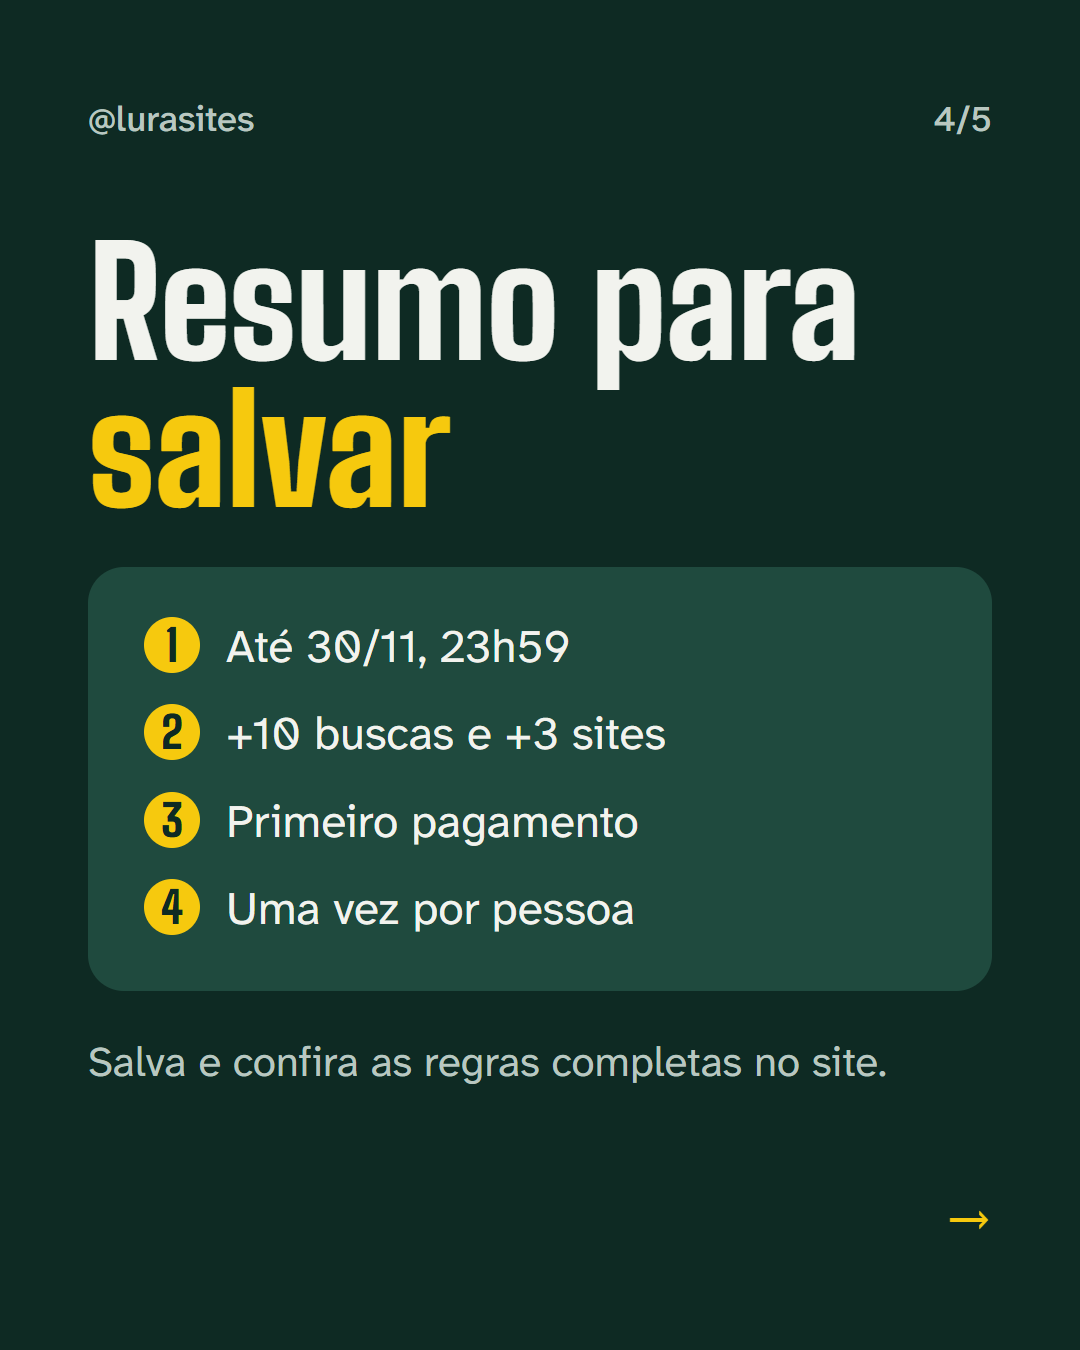 @lurasites
4/5
Resumo para
salvar
1 Até 30/11, 23h59
2 +10 buscas e +3 sites
3 Primeiro pagamento
4 Uma vez por pessoa
Salva e confira as regras completas no site.
→